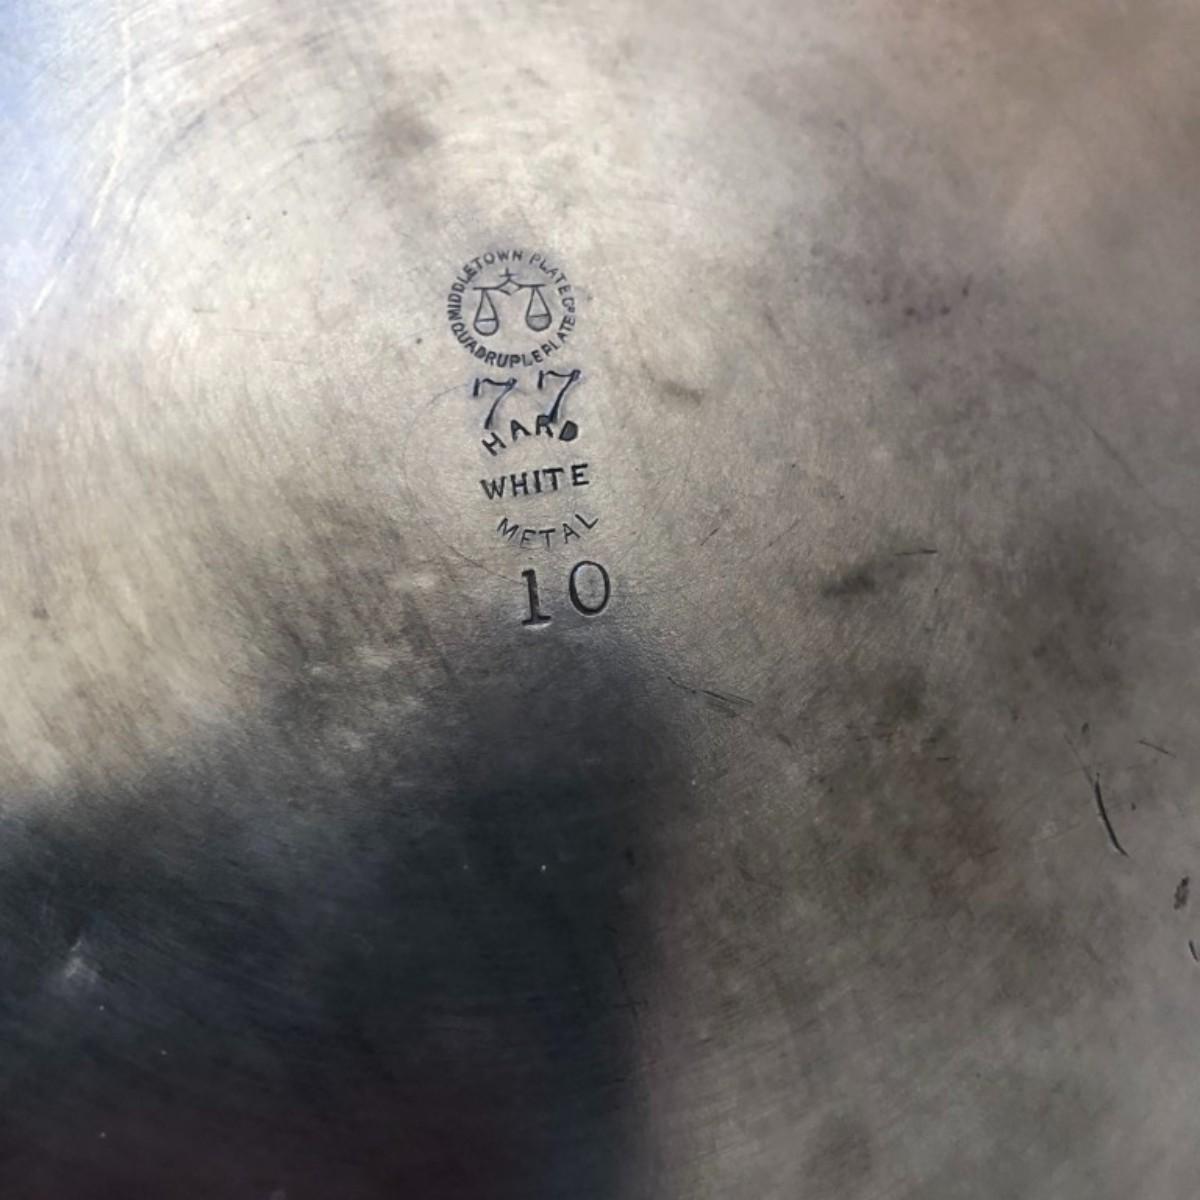 MIDDLETOWN PLATE Co
QUADRUPLE PLATE
77
HARD
WHITE
METAL
10